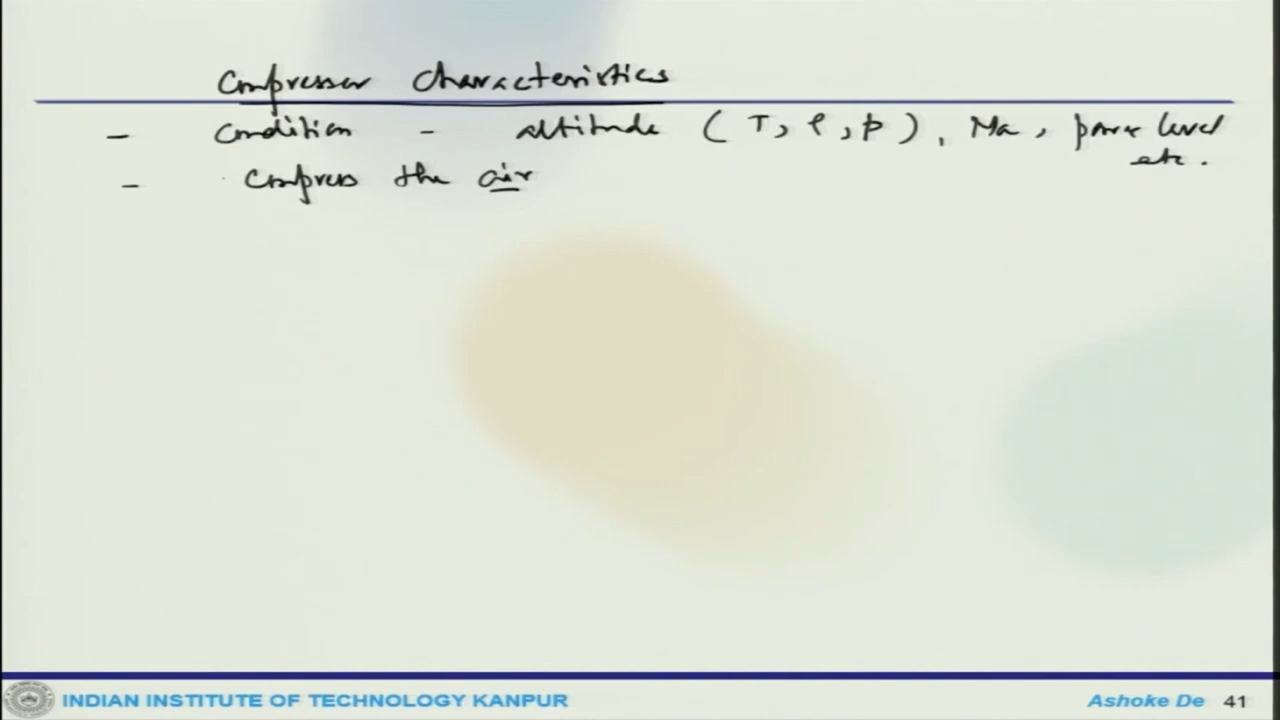 Compressor Characteristics
- Condition - altitude ( T, ρ, p ), Ma, power level etc.
- Compress the air
INDIAN INSTITUTE OF TECHNOLOGY KANPUR
Ashoke De 41